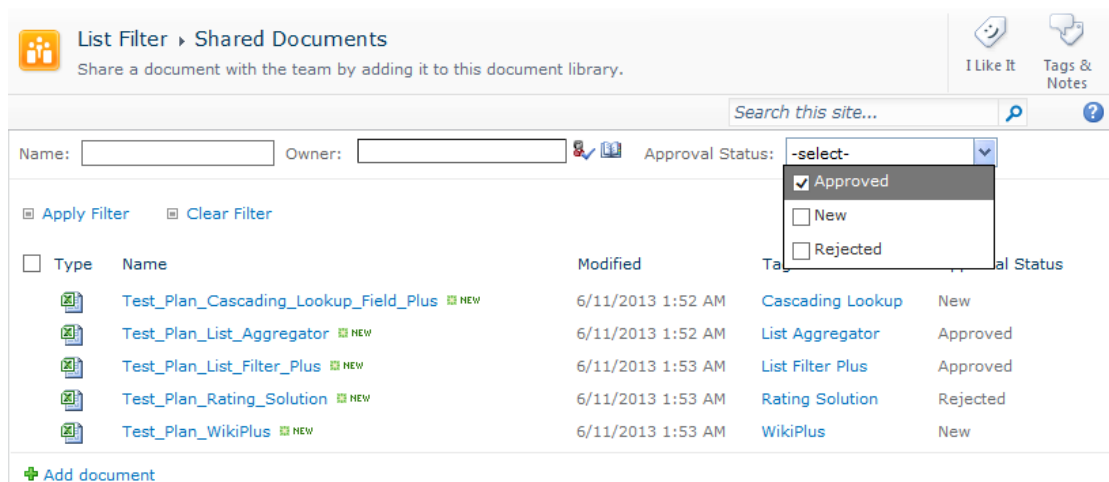 List Filter ▸ Shared Documents
Share a document with the team by adding it to this document library.
I Like It
Tags &
Notes
Search this site...
Name:
Owner:
Approval Status:
-select-
Approved
New
Rejected
Apply Filter
Clear Filter
Type Name Modified Approval Status
Test_Plan_Cascading_Lookup_Field_Plus NEW 6/11/2013 1:52 AM Cascading Lookup New
Test_Plan_List_Aggregator NEW 6/11/2013 1:52 AM List Aggregator Approved
Test_Plan_List_Filter_Plus NEW 6/11/2013 1:53 AM List Filter Plus Approved
Test_Plan_Rating_Solution NEW 6/11/2013 1:53 AM Rating Solution Rejected
Test_Plan_WikiPlus NEW 6/11/2013 1:53 AM WikiPlus New
Add document